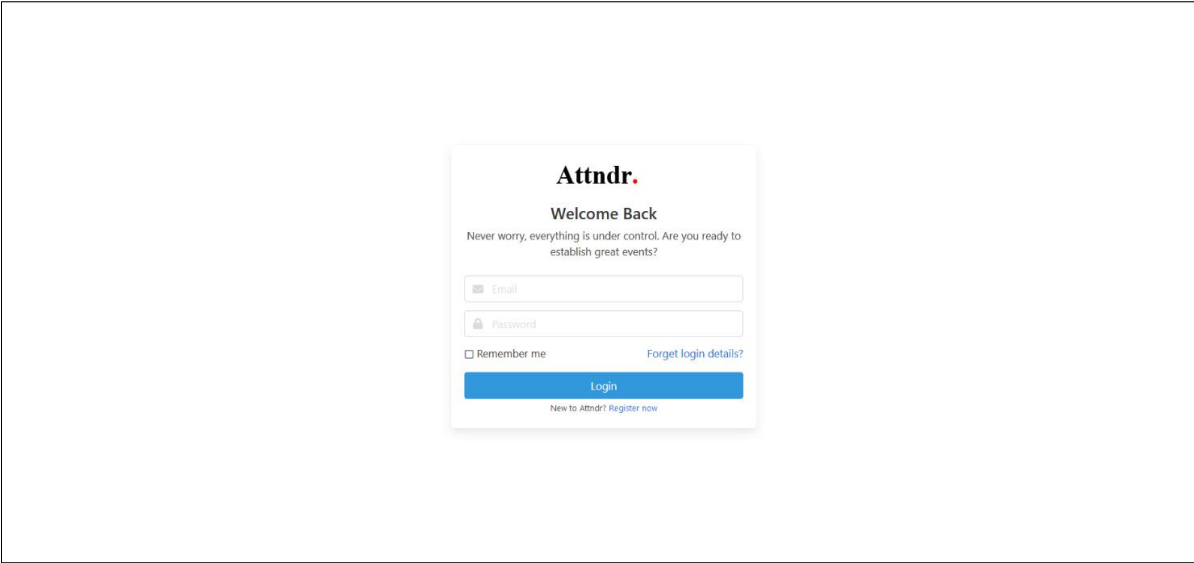 Attndr.
Welcome Back
Never worry, everything is under control. Are you ready to
establish great events?
Email
Password
Remember me Forget login details?
Login
New to Attndr? Register now